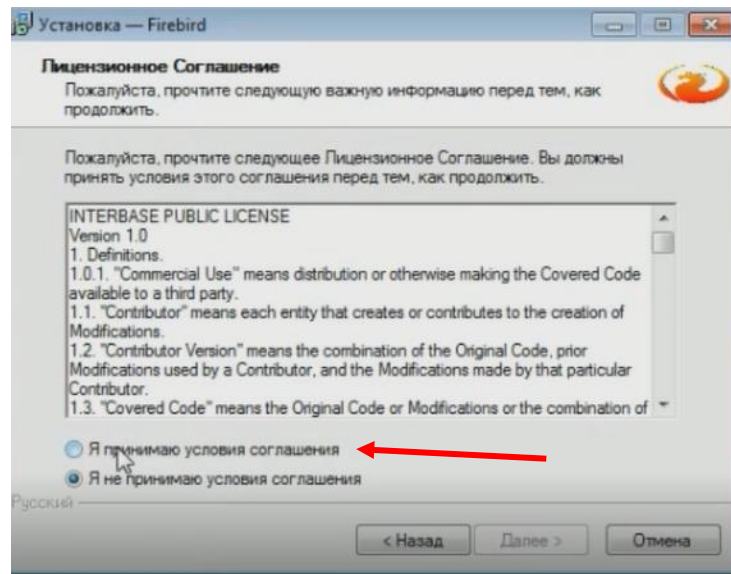 Установка — Firebird
Лицензионное Соглашение
Пожалуйста, прочтите следующую важную информацию перед тем, как
продолжить.
Пожалуйста, прочтите следующее Лицензионное Соглашение. Вы должны
принять условия этого соглашения перед тем, как продолжить.
INTERBASE PUBLIC LICENSE
Version 1.0
1. Definitions.
1.0.1. "Commercial Use" means distribution or otherwise making the Covered Code
available to a third party.
1.1. "Contributor" means each entity that creates or contributes to the creation of
Modifications.
1.2. "Contributor Version" means the combination of the Original Code, prior
Modifications used by a Contributor, and the Modifications made by that particular
Contributor.
1.3. "Covered Code" means the Original Code or Modifications or the combination of
Я принимаю условия соглашения
Я не принимаю условия соглашения
Русский
< Назад
Далее >
Отмена